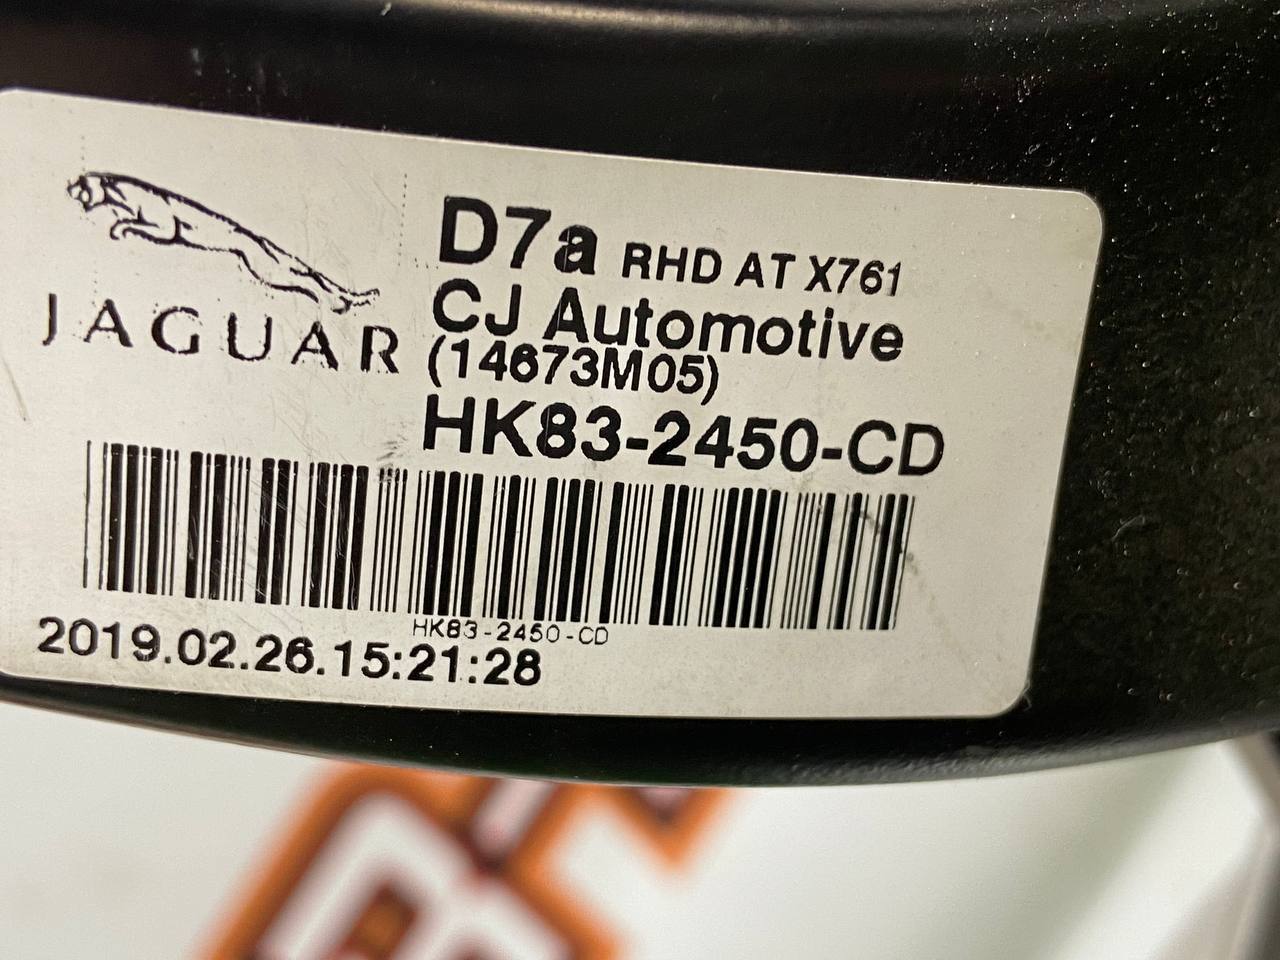 JAGUAR
D7a RHD AT X761
CJ Automotive
(14673M05)
HK83-2450-CD
HK83-2450-CD
2019.02.26.15:21:28